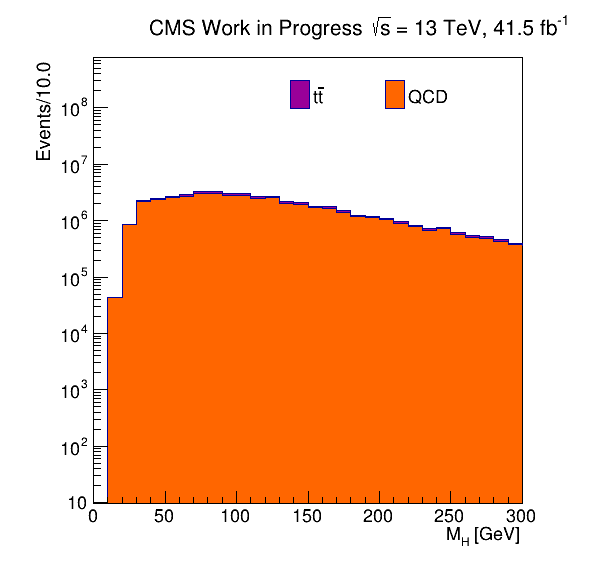 CMS Work in Progress √s = 13 TeV, 41.5 fb⁻¹
Events/10.0
tt̄
QCD
10⁸
10⁷
10⁶
10⁵
10⁴
10³
10²
10
0 50 100 150 200 250 300
M_H [GeV]